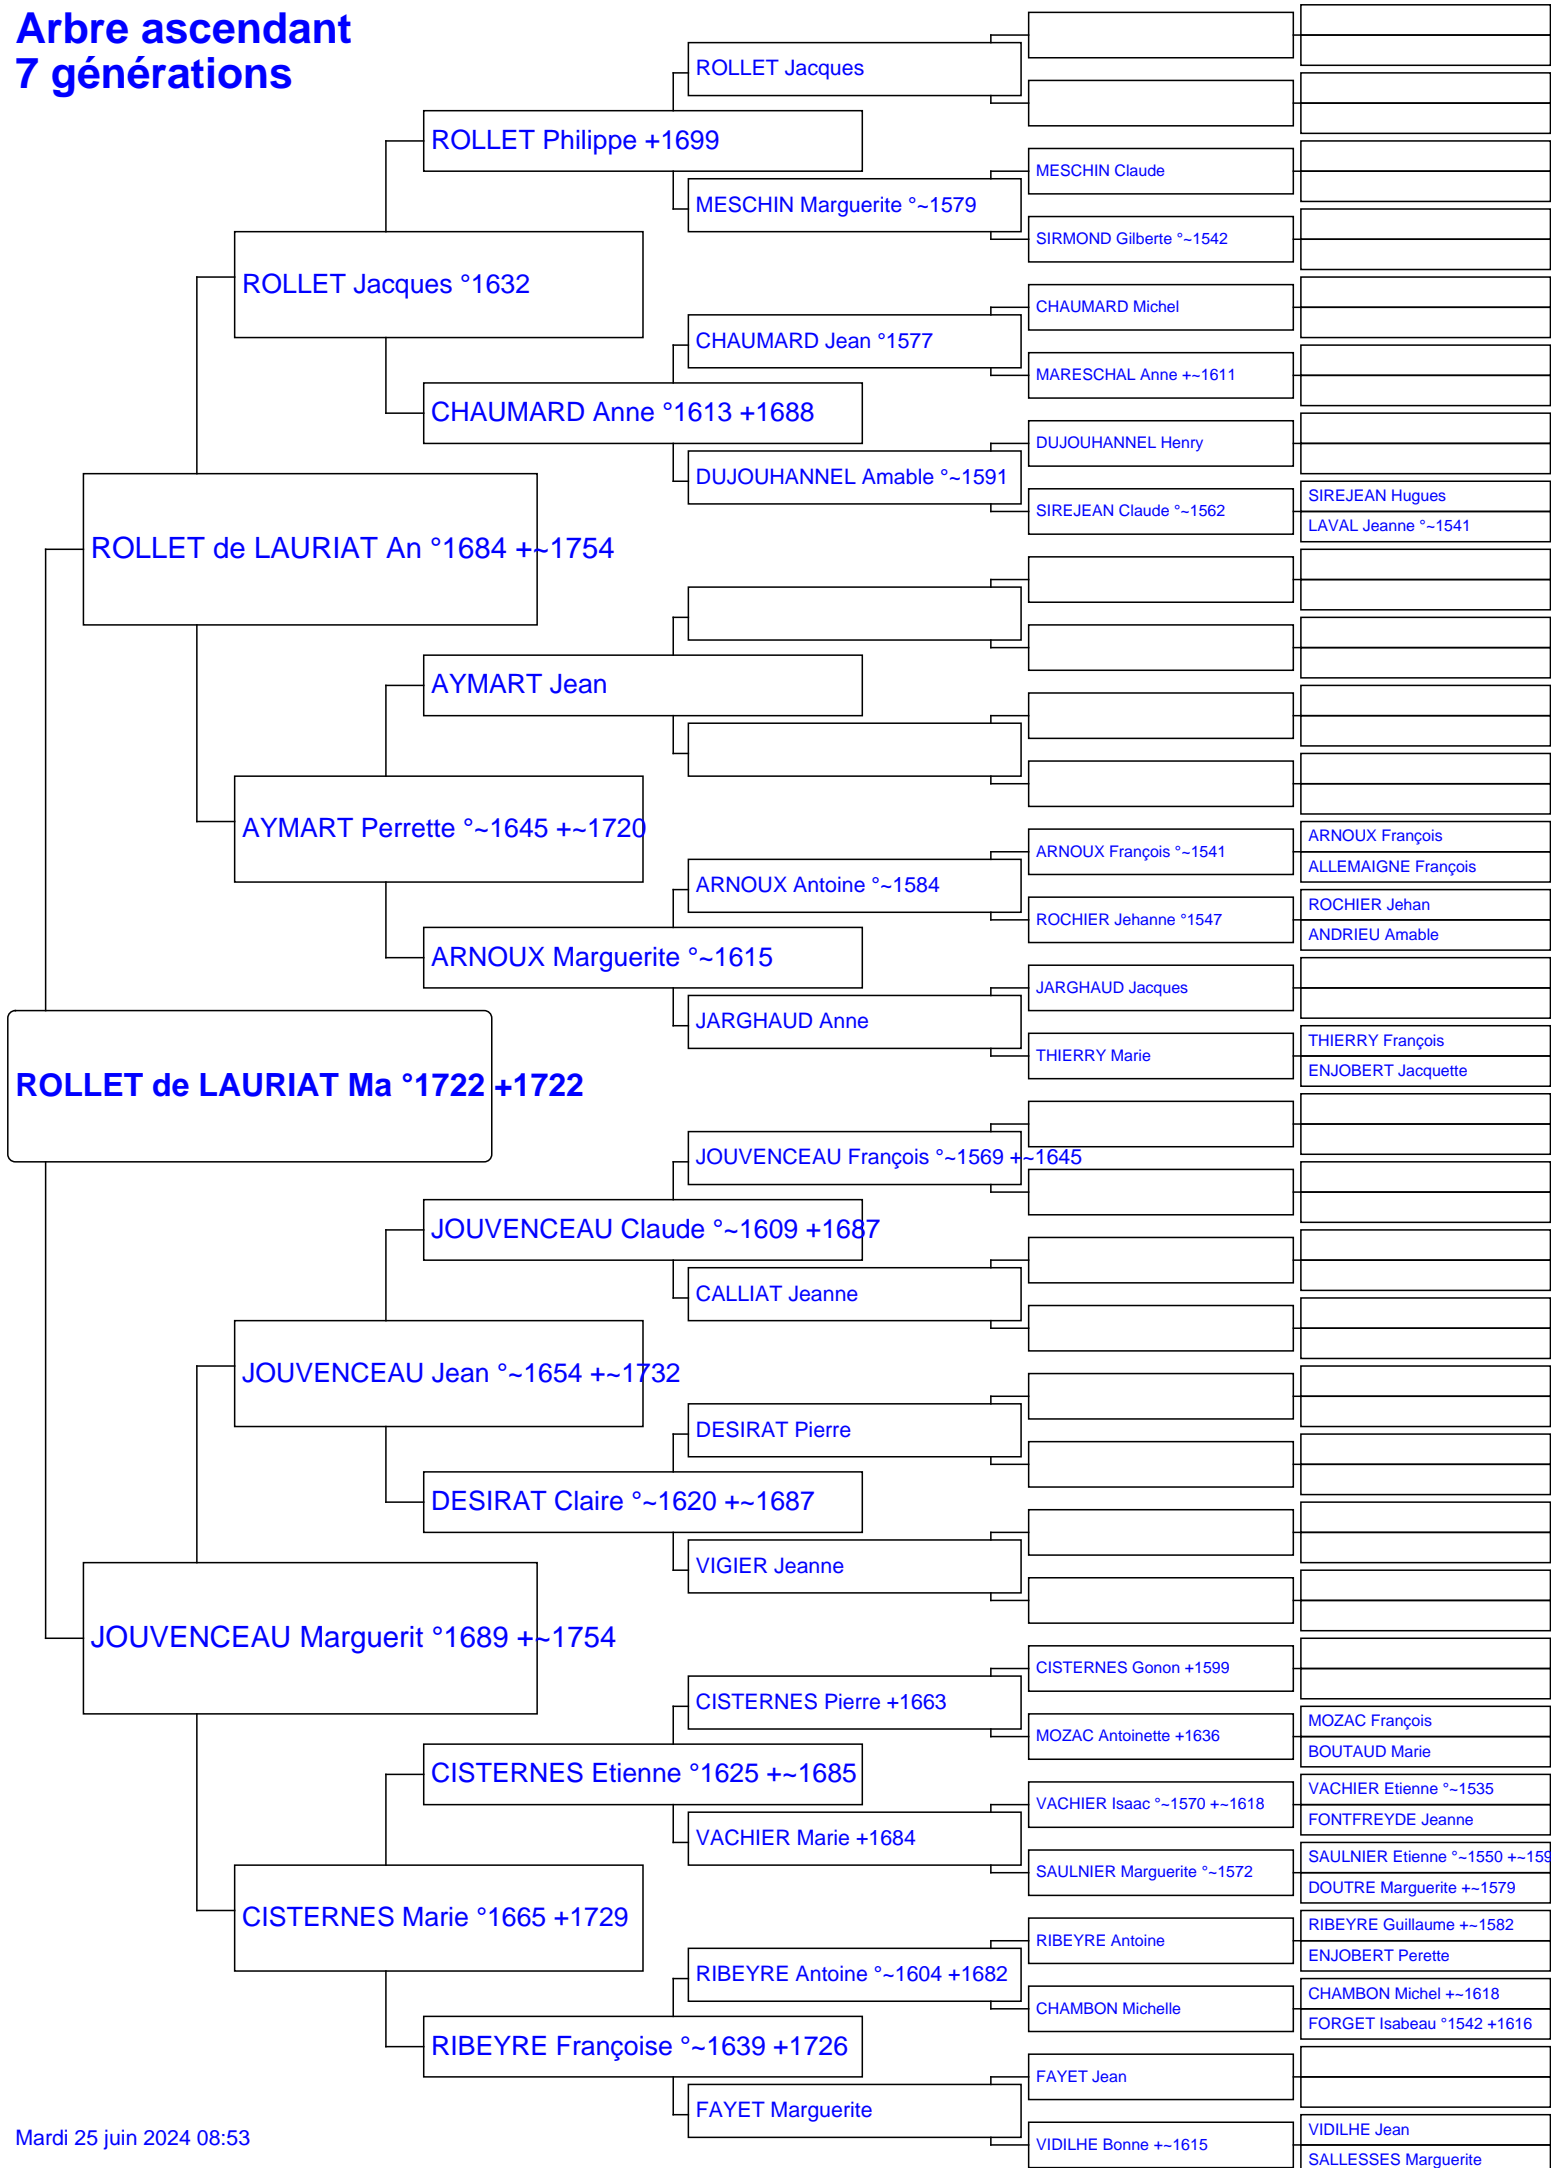 Arbre ascendant
7 générations
ROLLET Jacques
ROLLET Philippe +1699
MESCHIN Claude
MESCHIN Marguerite °~1579
SIRMOND Gilberte °~1542
ROLLET Jacques °1632
CHAUMARD Michel
CHAUMARD Jean °1577
MARESCHAL Anne +~1611
CHAUMARD Anne °1613 +1688
DUJOUHANNEL Henry
DUJOUHANNEL Amable °~1591
SIREJEAN Hugues
SIREJEAN Claude °~1562
LAVAL Jeanne °~1541
ROLLET de LAURIAT An °1684 +~1754
AYMART Jean
AYMART Perrette °~1645 +~1720
ARNOUX François
ARNOUX François °~1541
ALLEMAIGNE François
ARNOUX Antoine °~1584
ROCHIER Jehan
ROCHIER Jehanne °1547
ANDRIEU Amable
ARNOUX Marguerite °~1615
JARGHAUD Jacques
JARGHAUD Anne
THIERRY François
THIERRY Marie
ENJOBERT Jacquette
ROLLET de LAURIAT Ma °1722 +1722
JOUVENCEAU François °~1569 +~1645
JOUVENCEAU Claude °~1609 +1687
CALLIAT Jeanne
JOUVENCEAU Jean °~1654 +~1732
DESIRAT Pierre
DESIRAT Claire °~1620 +~1687
VIGIER Jeanne
JOUVENCEAU Marguerit °1689 +~1754
CISTERNES Gonon +1599
CISTERNES Pierre +1663
MOZAC François
MOZAC Antoinette +1636
BOUTAUD Marie
CISTERNES Etienne °1625 +~1685
VACHIER Etienne °~1535
VACHIER Isaac °~1570 +~1618
FONTFREYDE Jeanne
VACHIER Marie +1684
SAULNIER Etienne °~1550 +~159
SAULNIER Marguerite °~1572
DOUTRE Marguerite +~1579
CISTERNES Marie °1665 +1729
RIBEYRE Guillaume +~1582
RIBEYRE Antoine
ENJOBERT Perette
RIBEYRE Antoine °~1604 +1682
CHAMBON Michel +~1618
CHAMBON Michelle
FORGET Isabeau °1542 +1616
RIBEYRE Françoise °~1639 +1726
FAYET Jean
FAYET Marguerite
VIDILHE Jean
VIDILHE Bonne +~1615
SALLESSES Marguerite
Mardi 25 juin 2024 08:53